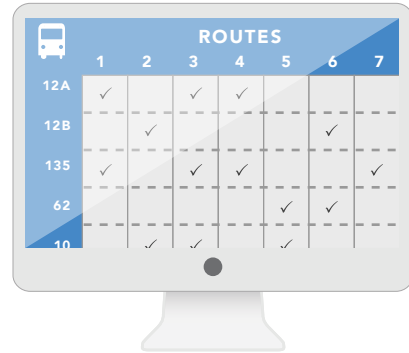 ROUTES
1 2 3 4 5 6 7
12A ✓ ✓ ✓
12B ✓ ✓
135 ✓ ✓ ✓ ✓
62 ✓ ✓
10 ✓ ✓ ✓